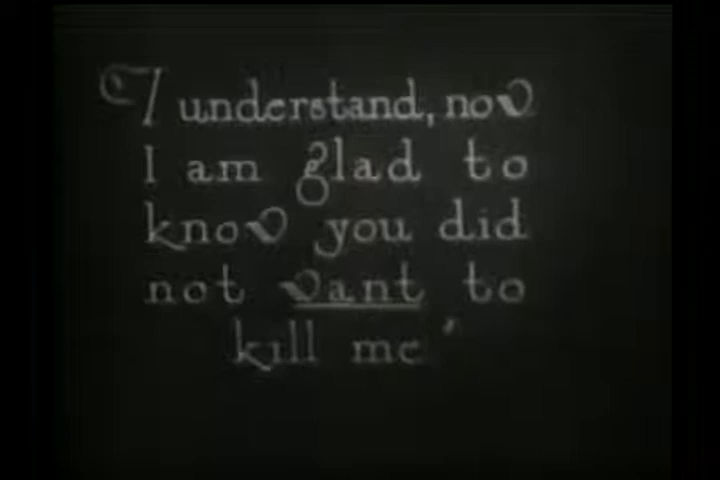 "I understand, now
I am glad to
know you did
not want to
kill me"